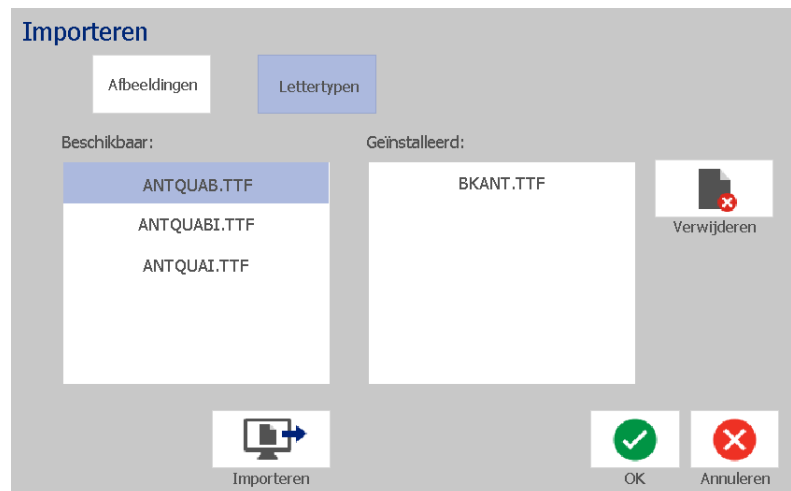 Importeren
Afbeeldingen
Lettertypen
Beschikbaar:
Geïnstalleerd:
ANTQUAB.TTF
BKANT.TTF
ANTQUABI.TTF
ANTQUAI.TTF
Verwijderen
Importeren
OK
Annuleren